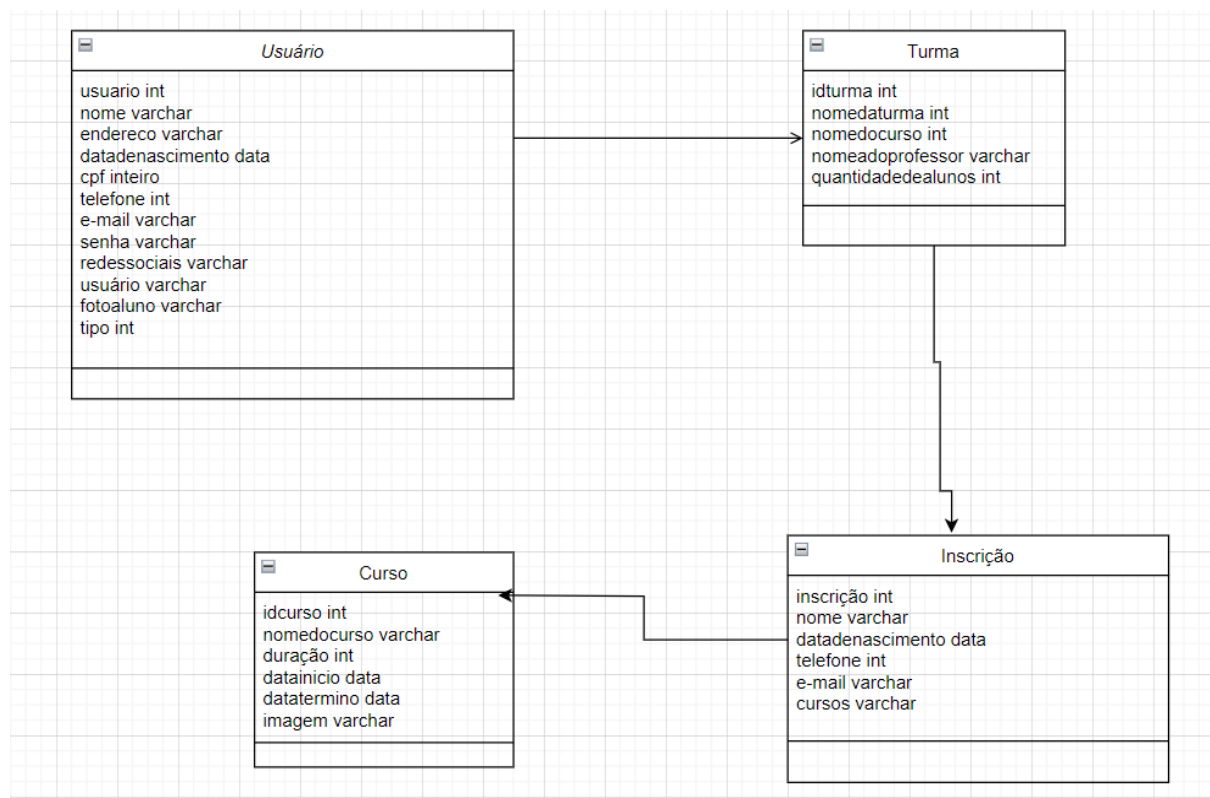 Usuário
usuario int
nome varchar
endereco varchar
datadenascimento data
cpf inteiro
telefone int
e-mail varchar
senha varchar
redessociais varchar
usuário varchar
fotoaluno varchar
tipo int
Turma
idturma int
nomedaturma int
nomedocurso int
nomeadoprofessor varchar
quantidadedealunos int
Curso
idcurso int
nomedocurso varchar
duração int
datainicio data
datatermino data
imagem varchar
Inscrição
inscrição int
nome varchar
datadenascimento data
telefone int
e-mail varchar
cursos varchar